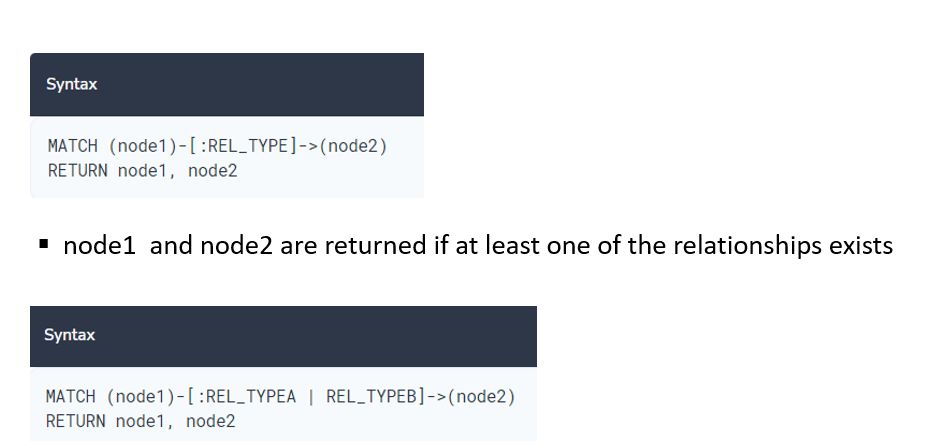 Syntax
MATCH (node1)-[:REL_TYPE]->(node2)
RETURN node1, node2
▪ node1 and node2 are returned if at least one of the relationships exists
Syntax
MATCH (node1)-[:REL_TYPEA | REL_TYPEB]->(node2)
RETURN node1, node2